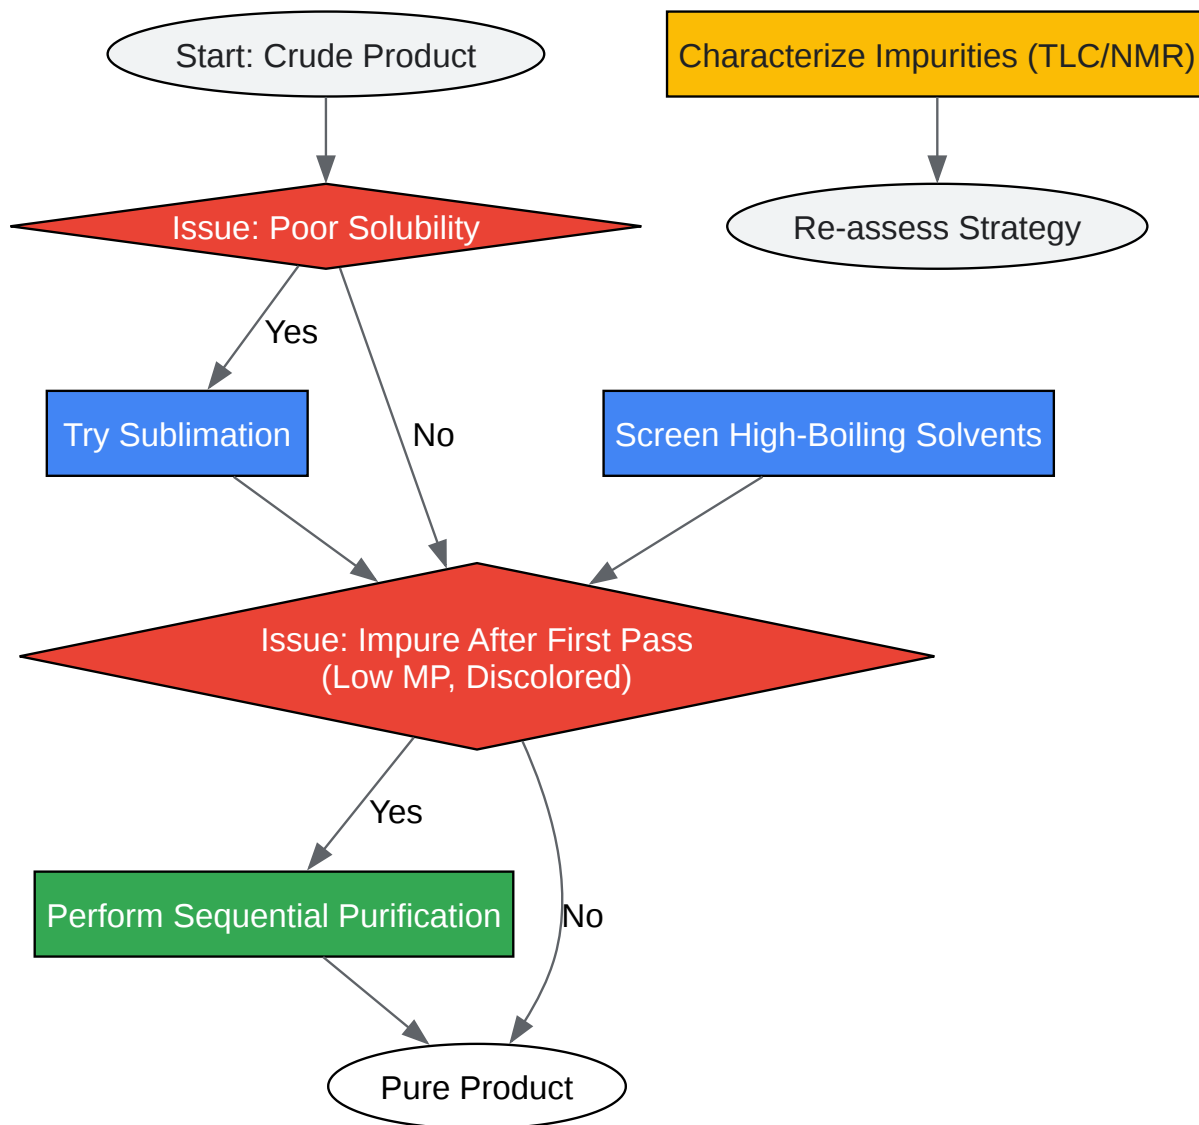 Start: Crude Product
Characterize Impurities (TLC/NMR)
Issue: Poor Solubility
Re-assess Strategy
Yes
Try Sublimation
No
Screen High-Boiling Solvents
Issue: Impure After First Pass
(Low MP, Discolored)
Yes
Perform Sequential Purification
No
Pure Product